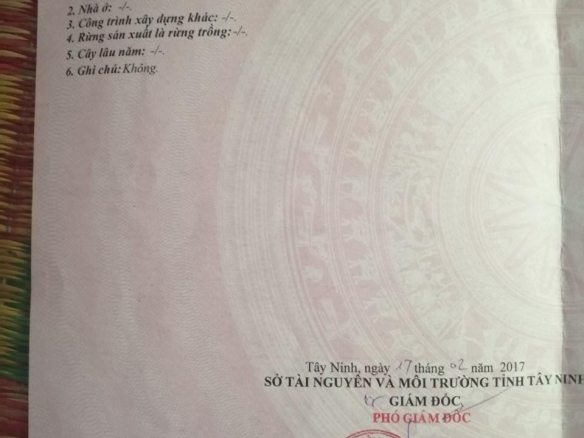 2. Nhà ở: -/-.
3. Công trình xây dựng khác: -/-.
4. Rừng sản xuất là rừng trồng: -/-.
5. Cây lâu năm: -/-.
6. Ghi chú: Không.
Tây Ninh, ngày 17 tháng 02 năm 2017
SỞ TÀI NGUYÊN VÀ MÔI TRƯỜNG TỈNH TÂY NINH
GIÁM ĐỐC
PHÓ GIÁM ĐỐC